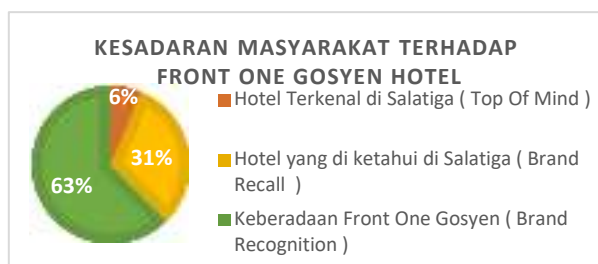 KESADARAN MASYARAKAT TERHADAP
FRONT ONE GOSYEN HOTEL
6%
31%
63%
Hotel Terkenal di Salatiga ( Top Of Mind )
Hotel yang di ketahui di Salatiga ( Brand
Recall )
Keberadaan Front One Gosyen ( Brand
Recognition )